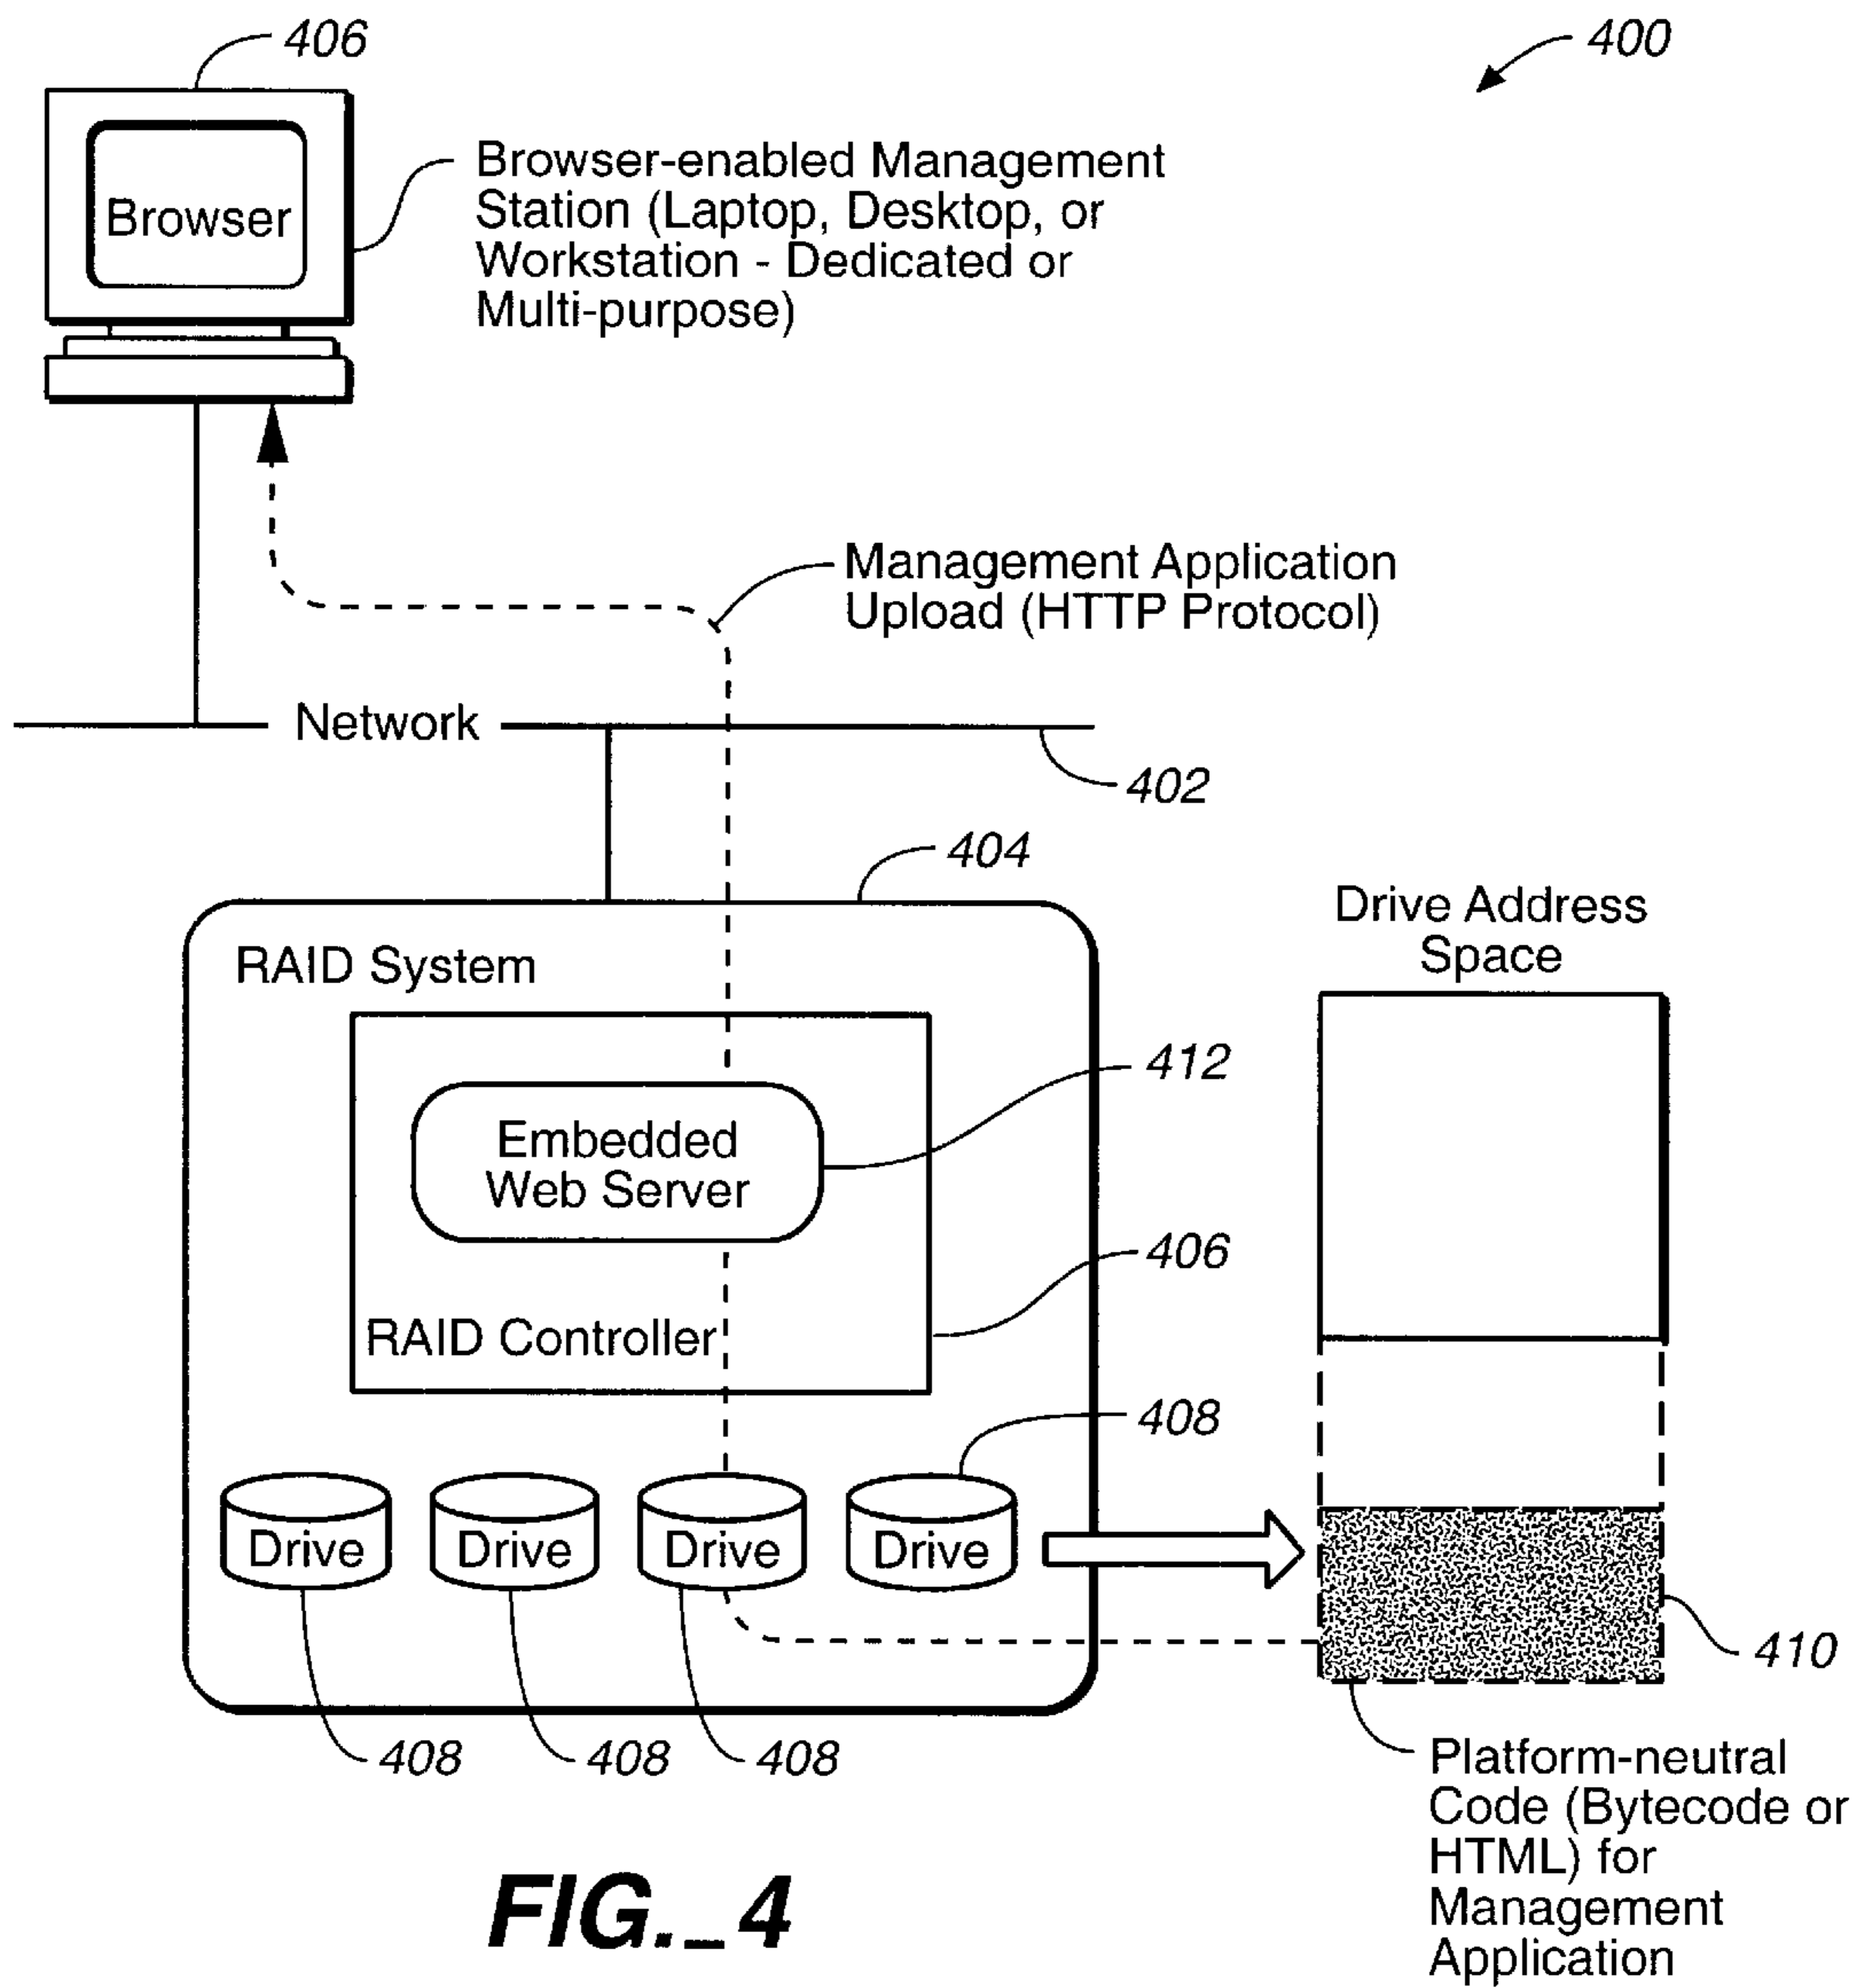 406
400
Browser
Browser-enabled Management
Station (Laptop, Desktop, or
Workstation - Dedicated or
Multi-purpose)
Management Application
Upload (HTTP Protocol)
Network
402
404
RAID System
Drive Address
Space
412
Embedded
Web Server
406
RAID Controller
408
Drive
Drive
Drive
Drive
410
408
408
408
Platform-neutral
Code (Bytecode or
HTML) for
Management
Application
FIG._4